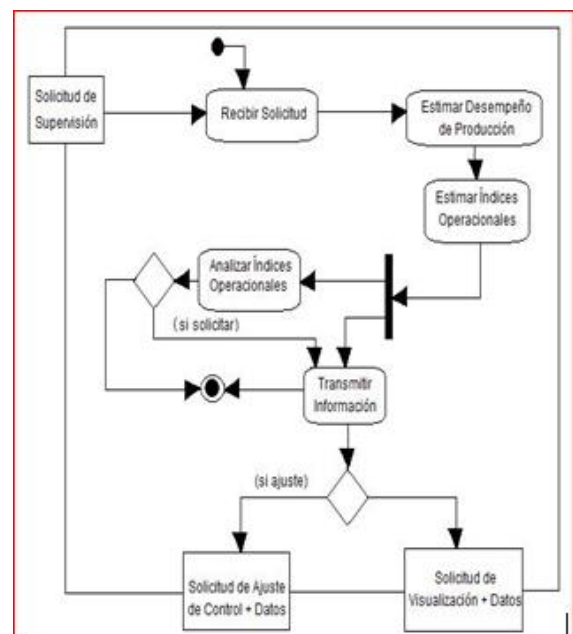 Solicitud de
Supervisión
Recibir Solicitud
Estimar Desempeño
de Producción
Estimar Índices
Operacionales
Analizar Índices
Operacionales
(si solicitar)
Transmitir
Información
(si ajuste)
Solicitud de Ajuste
de Control + Datos
Solicitud de
Visualización + Datos